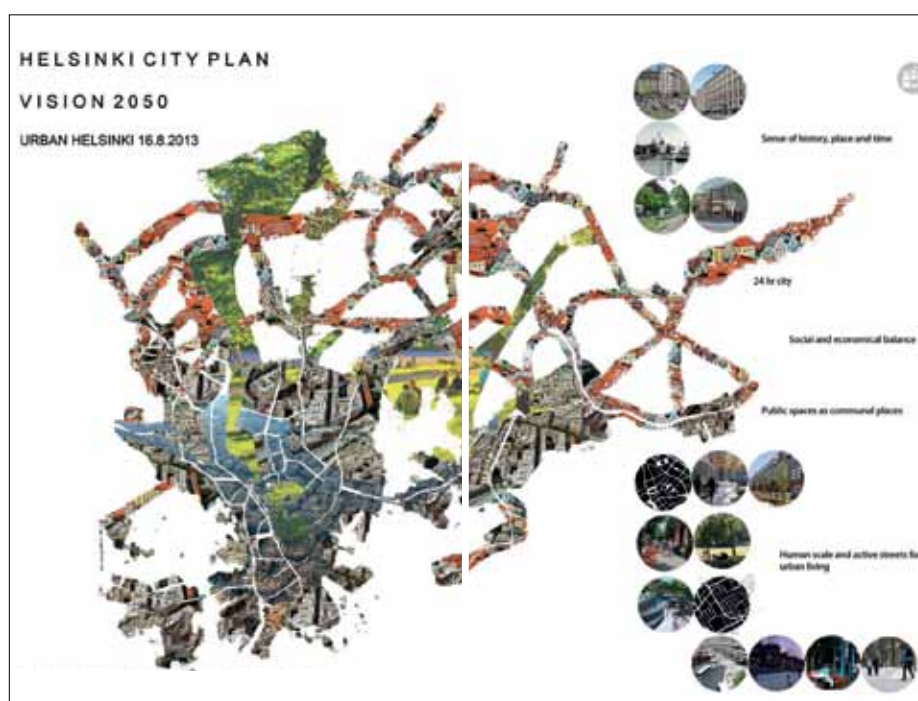 HELSINKI CITY PLAN
VISION 2050
URBAN HELSINKI 16.8.2013
Sense of history, place and time
24 hr city
Social and economical balance
Public spaces as communal places
Human scale and active streets
urban living